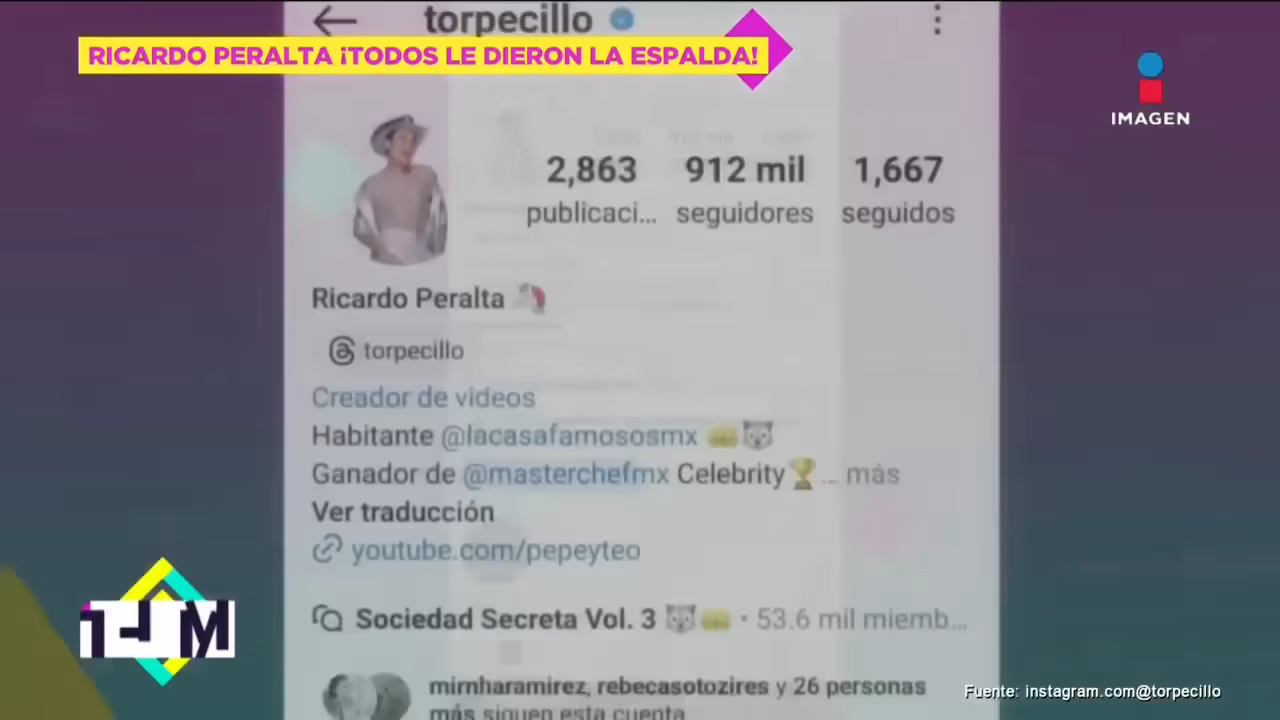 torpecillo
RICARDO PERALTA ¡TODOS LE DIERON LA ESPALDA!
IMAGEN
2,863 912 mil 1,667
publicaci... seguidores seguidos
Ricardo Peralta
torpecillo
Creador de videos
Habitante @lacasafamososmx
Ganador de @masterchefmx Celebrity ... más
Ver traducción
youtube.com/pepeyteo
Sociedad Secreta Vol. 3 · 53.6 mil miemb...
mirnharamirez, rebecasotozires y 26 personas
más siguen esta cuenta
Fuente: instagram.com@torpecillo